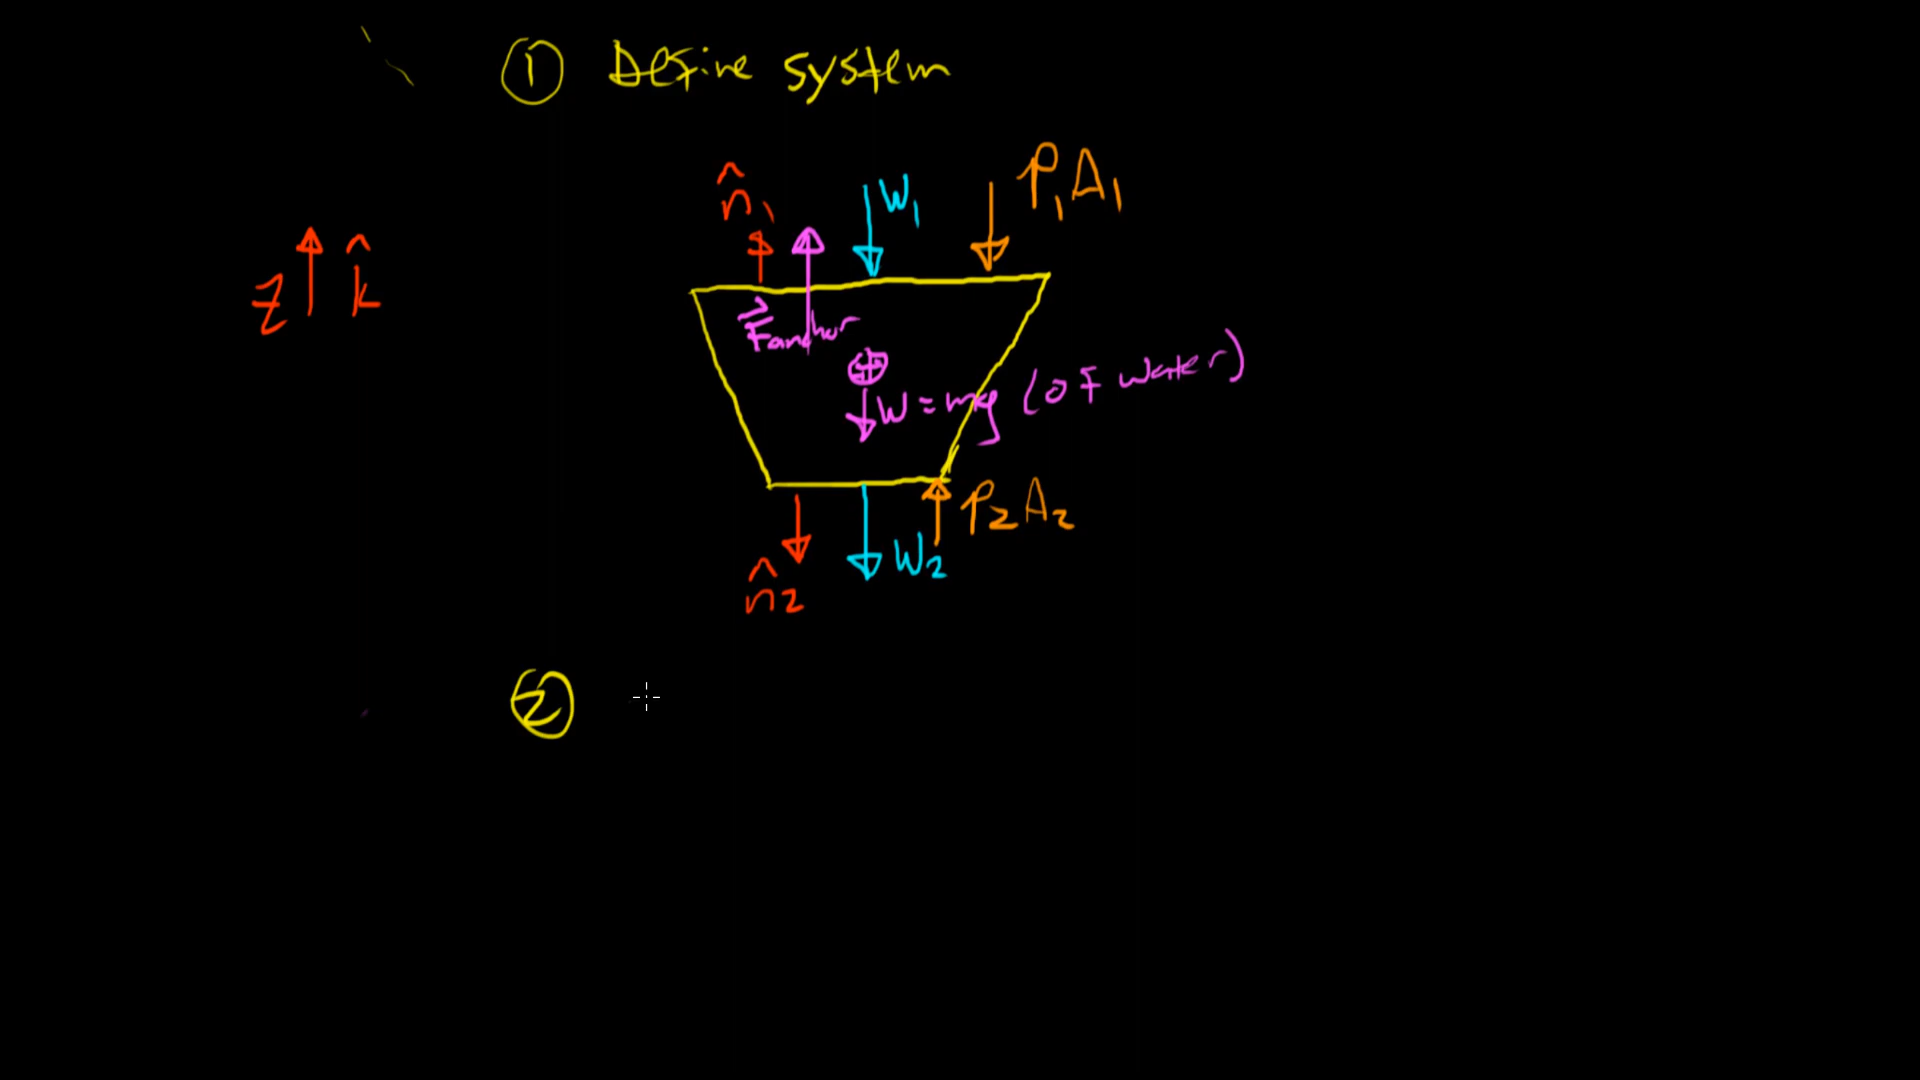 ① Define system
n̂₁ w₁ P₁A₁
z k̂
F⃗anchor
W = mg (of water)
P₂A₂
n̂₂ w₂
②